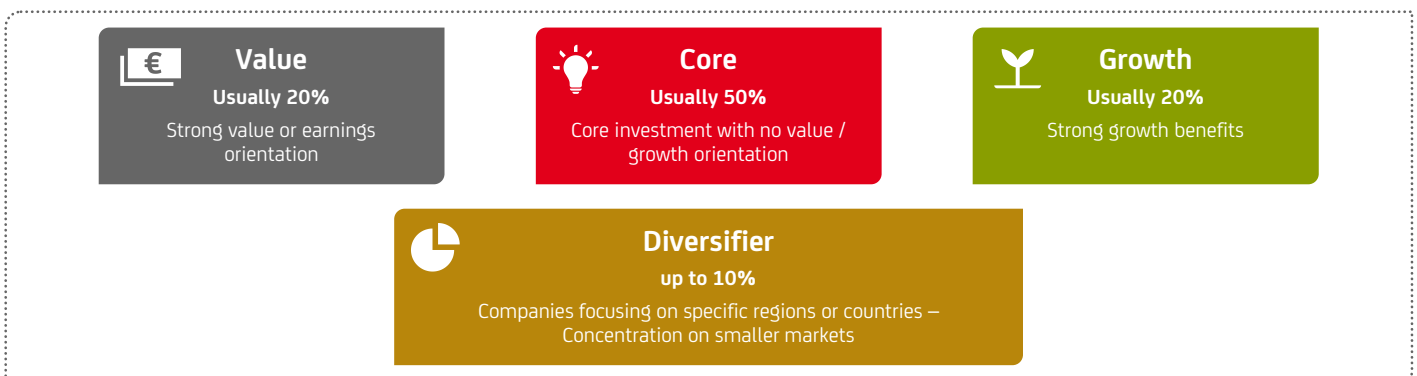 €
Value
Usually 20%
Strong value or earnings
orientation
Core
Usually 50%
Core investment with no value /
growth orientation
Growth
Usually 20%
Strong growth benefits
Diversifier
up to 10%
Companies focusing on specific regions or countries –
Concentration on smaller markets